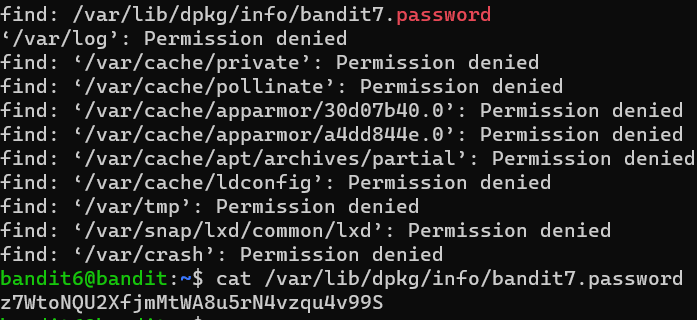 find: /var/lib/dpkg/info/bandit7.password
‘/var/log’: Permission denied
find: ‘/var/cache/private’: Permission denied
find: ‘/var/cache/pollinate’: Permission denied
find: ‘/var/cache/apparmor/30d07b40.0’: Permission denied
find: ‘/var/cache/apparmor/a4dd844e.0’: Permission denied
find: ‘/var/cache/apt/archives/partial’: Permission denied
find: ‘/var/cache/ldconfig’: Permission denied
find: ‘/var/tmp’: Permission denied
find: ‘/var/snap/lxd/common/lxd’: Permission denied
find: ‘/var/crash’: Permission denied
bandit6@bandit:~$ cat /var/lib/dpkg/info/bandit7.password
z7WtoNQU2XfjmMtWA8u5rN4vzqu4v99S